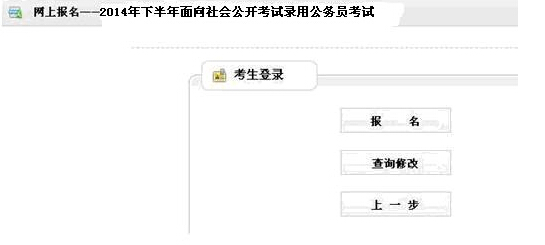 网上报名---2014年下半年面向社会公开考试录用公务员考试
考生登录
报 名
查询修改
上 一 步